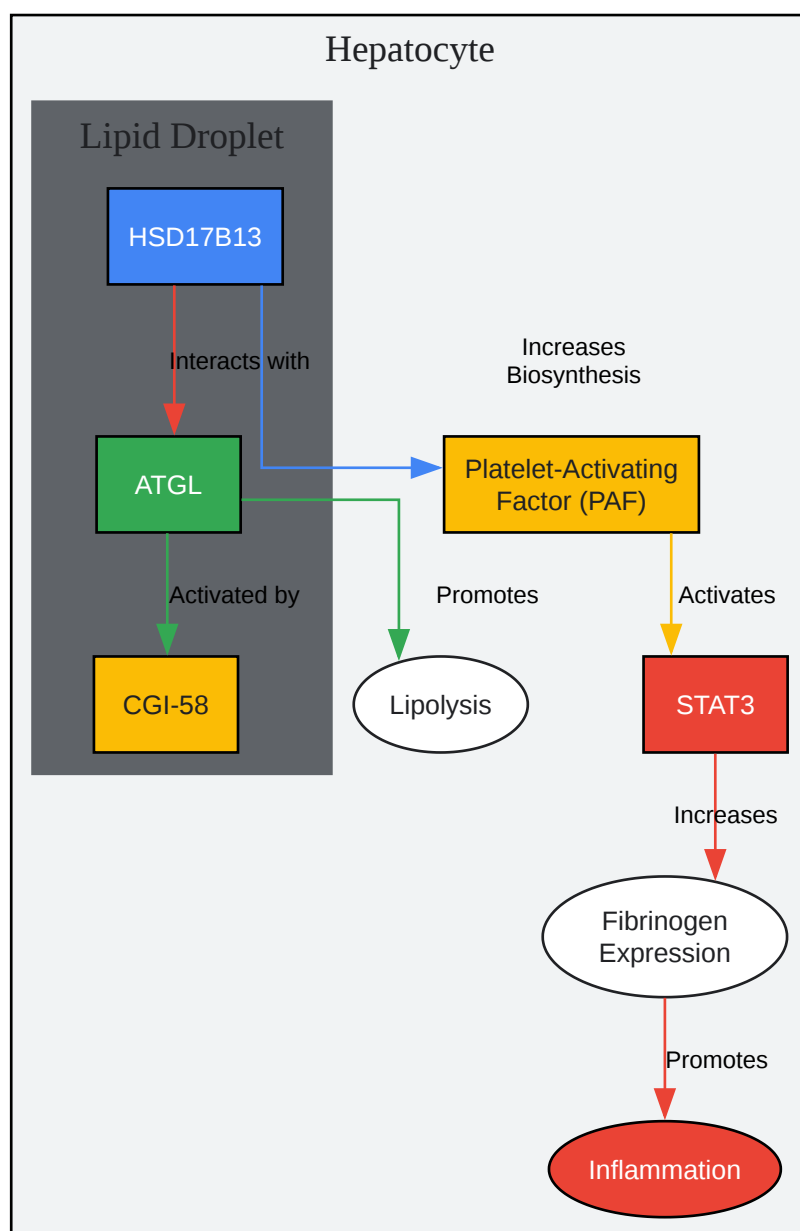 Hepatocyte
Lipid Droplet
HSD17B13
Interacts with
Increases
Biosynthesis
ATGL
Platelet-Activating
Factor (PAF)
Activated by
Promotes
Activates
CGI-58
Lipolysis
STAT3
Increases
Fibrinogen
Expression
Promotes
Inflammation